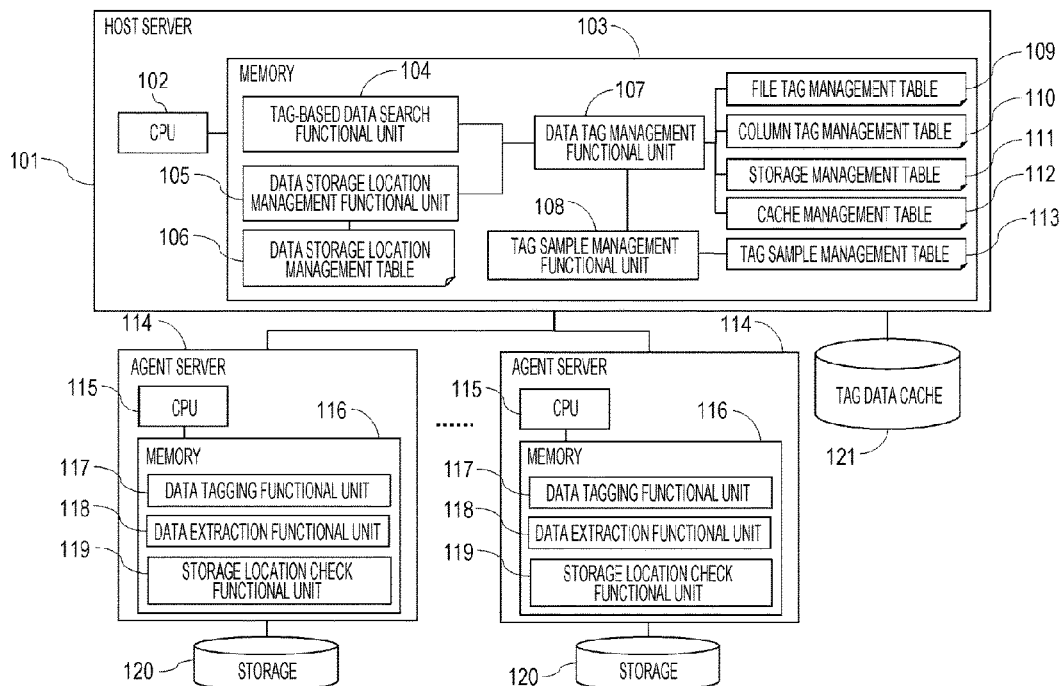 HOST SERVER
103
109
102
MEMORY
104
107
FILE TAG MANAGEMENT TABLE
110
CPU
TAG-BASED DATA SEARCH
FUNCTIONAL UNIT
DATA TAG MANAGEMENT
FUNCTIONAL UNIT
COLUMN TAG MANAGEMENT TABLE
111
101
105
DATA STORAGE LOCATION
MANAGEMENT FUNCTIONAL UNIT
STORAGE MANAGEMENT TABLE
112
108
CACHE MANAGEMENT TABLE
113
106
DATA STORAGE LOCATION
MANAGEMENT TABLE
TAG SAMPLE MANAGEMENT
FUNCTIONAL UNIT
TAG SAMPLE MANAGEMENT TABLE
114
AGENT SERVER
115
CPU
116
MEMORY
117
DATA TAGGING FUNCTIONAL UNIT
118
DATA EXTRACTION FUNCTIONAL UNIT
119
STORAGE LOCATION CHECK
FUNCTIONAL UNIT
120
STORAGE
114
AGENT SERVER
115
CPU
116
MEMORY
117
DATA TAGGING FUNCTIONAL UNIT
118
DATA EXTRACTION FUNCTIONAL UNIT
119
STORAGE LOCATION CHECK
FUNCTIONAL UNIT
120
STORAGE
TAG DATA CACHE
121